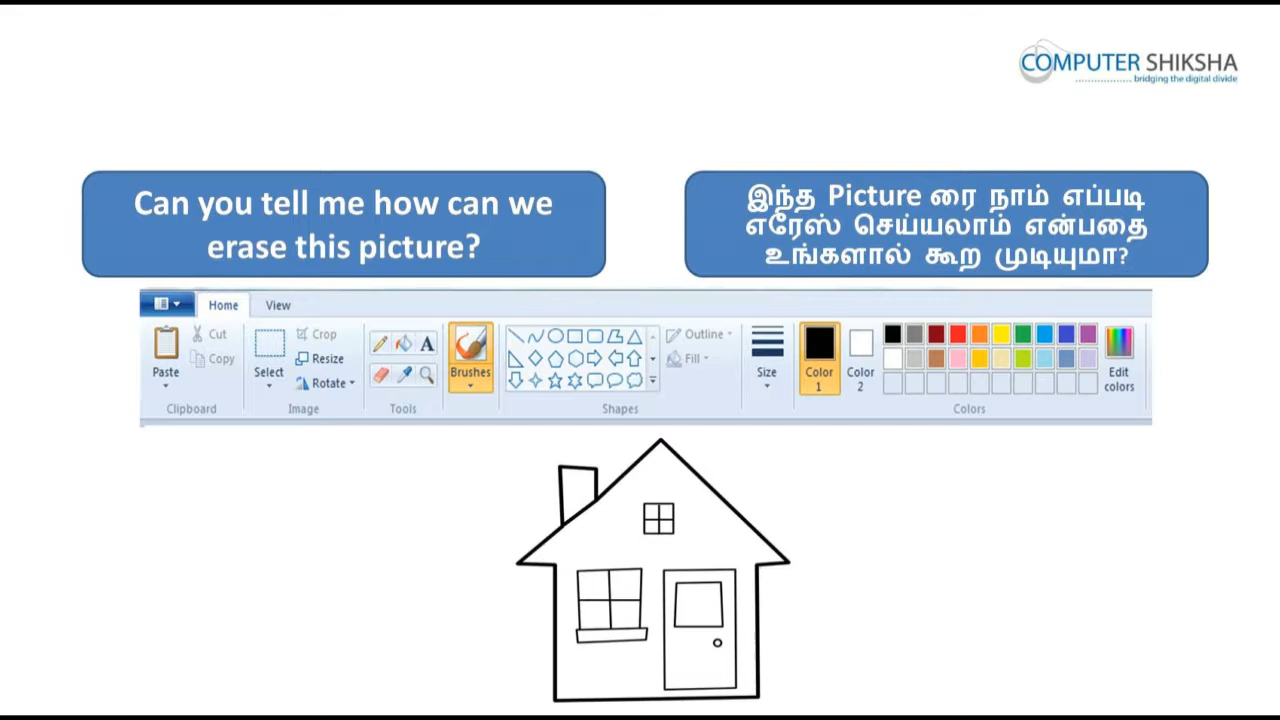 COMPUTER SHIKSHA
bridging the digital divide
Can you tell me how can we
erase this picture?
இந்த Picture ரை நாம் எப்படி
எரேஸ் செய்யலாம் என்பதை
உங்களால் கூற முடியுமா?
Home View
Cut
Copy
Paste
Clipboard
Select
Crop
Resize
Rotate
Image
A
Tools
Brushes
Shapes
Outline
Fill
Size
Color
1
Color
2
Edit
colors
Colors